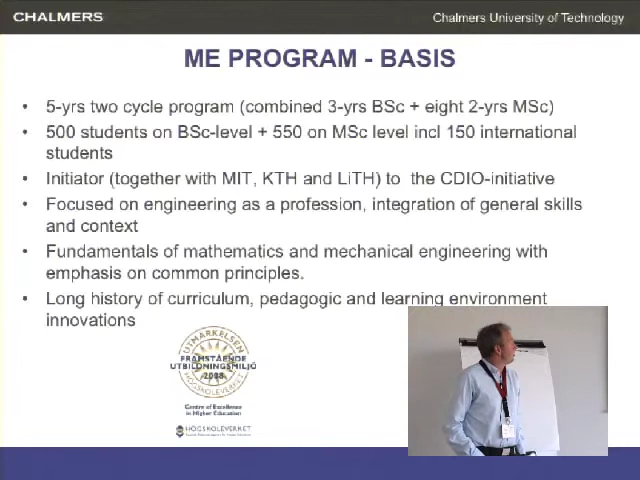 CHALMERS
Chalmers University of Technology
ME PROGRAM - BASIS
• 5-yrs two cycle program (combined 3-yrs BSc + eight 2-yrs MSc)
• 500 students on BSc-level + 550 on MSc level incl 150 international
students
• Initiator (together with MIT, KTH and LiTH) to the CDIO-initiative
• Focused on engineering as a profession, integration of general skills
and context
• Fundamentals of mathematics and mechanical engineering with
emphasis on common principles.
• Long history of curriculum, pedagogic and learning environment
innovations
UTMÄRKELSEN
FRAMSTÅENDE
UTBILDNINGSMILJÖ
2008
HÖGSKOLEVERKET
Centre of Excellence
in Higher Education
HÖGSKOLEVERKET